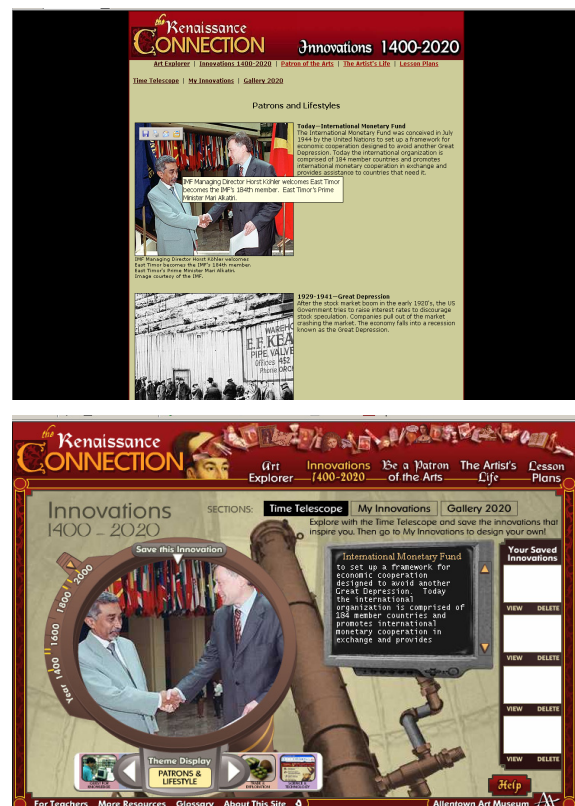 the Renaissance
CONNECTION
Innovations 1400-2020
Art Explorer | Innovations 1400-2020 | Patron of the Arts | The Artist's Life | Lesson Plans
Time Telescope | My Innovations | Gallery 2020
Patrons and Lifestyles
Today—International Monetary Fund
The International Monetary Fund was conceived in July
1944 by the United Nations to set up a framework for
economic cooperation designed to avoid another Great
Depression. Today the international organization is
comprised of 184 member countries and promotes
international monetary cooperation in exchange and
provides assistance to countries that need it.
IMF Managing Director Horst Köhler welcomes East Timor
becomes the IMF's 184th member. East Timor's Prime
Minister Mari Alkatiri.
IMF Managing Director Horst Köhler welcomes
East Timor becomes the IMF's 184th member.
East Timor's Prime Minister Mari Alkatiri.
Image courtesy of the IMF.
1929-1941—Great Depression
After the stock market boom in the early 1920's, the US
Government tries to raise interest rates to discourage
stock speculation. Companies pull out of the market
crashing the market. The economy falls into a recession
known as the Great Depression.
WAREHO
E.F. KEA
PIPE, VALVE
Offices 452
Phone DRC
the Renaissance
CONNECTION
Art Explorer
Innovations 1400-2020
Be a Patron of the Arts
The Artist's Life
Lesson Plans
Innovations
1400 - 2020
SECTIONS: Time Telescope My Innovations Gallery 2020
Explore with the Time Telescope and save the innovations that
inspire you. Then go to My Innovations to design your own!
Save this Innovation
Year 1400 1600 1800 2000
International Monetary Fund
to set up a framework for
economic cooperation
designed to avoid another
Great Depression. Today
the international
organization is comprised of
184 member countries and
promotes international
monetary cooperation in
exchange and provides
Your Saved
Innovations
VIEW DELETE
VIEW DELETE
VIEW DELETE
VIEW DELETE
Theme Display
PATRONS &
LIFESTYLE
Help
For Teachers More Resources Glossary About This Site
Allentown Art Museum